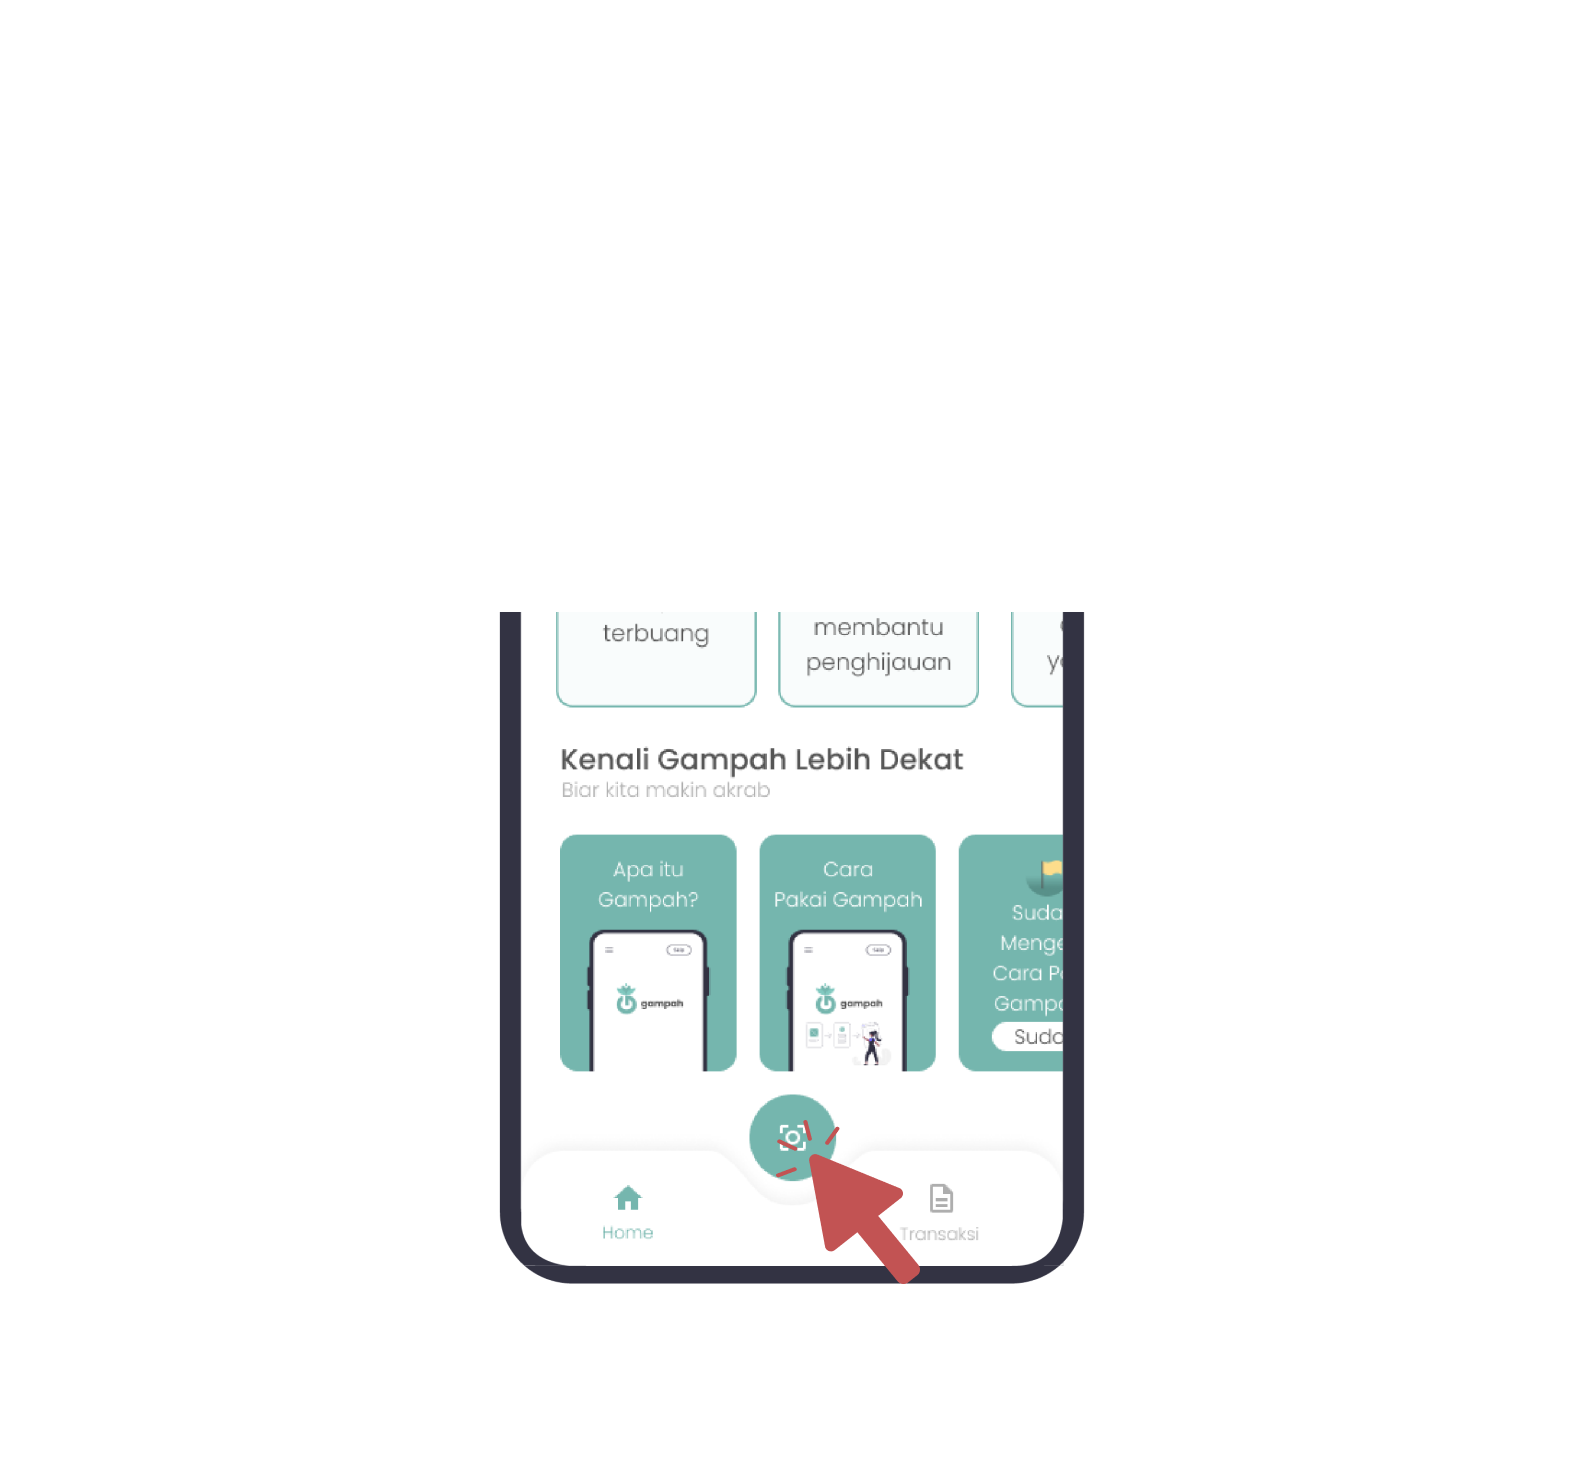 terbuang
membantu
penghijauan
Kenali Gampah Lebih Dekat
Biar kita makin akrab
Apa itu
Gampah?
gampah
Cara
Pakai Gampah
gampah
Suda
Menge
Cara P
Gamp
Suda
Home
Transaksi